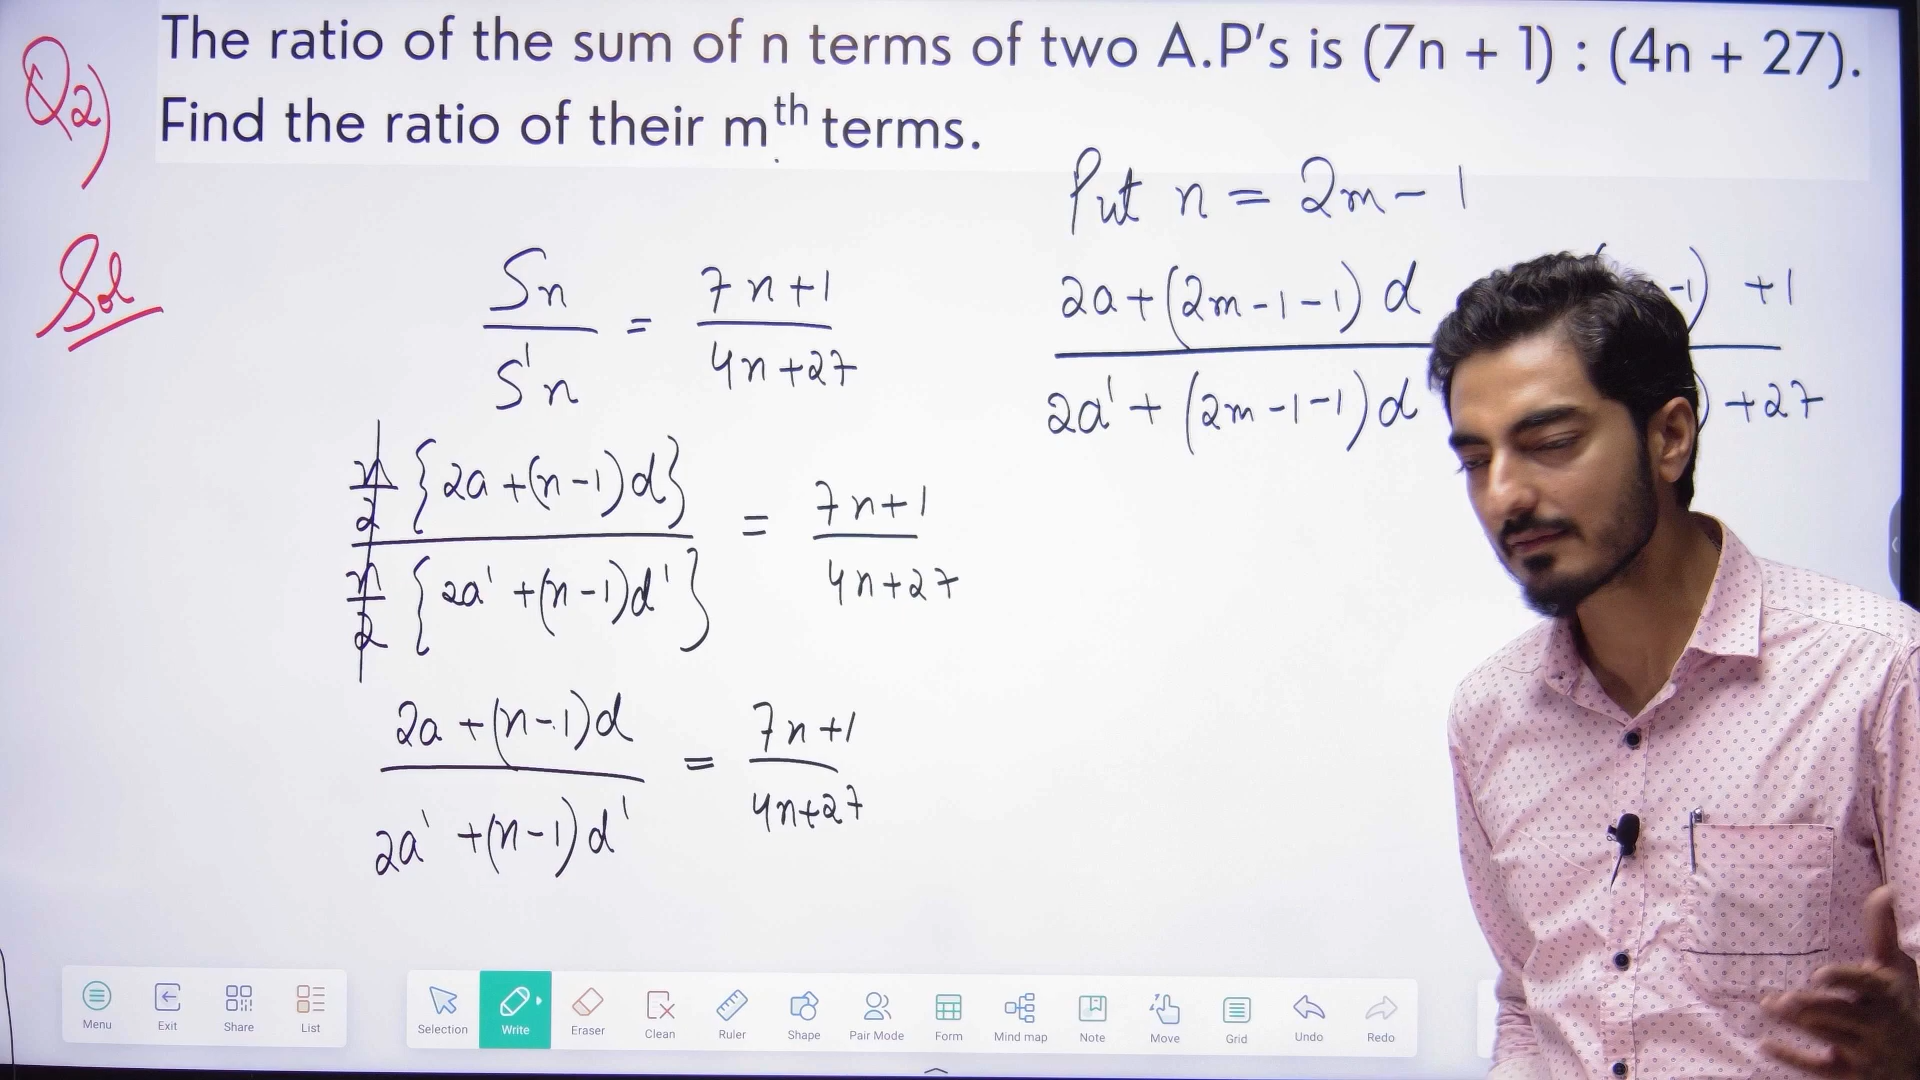 Q2)
The ratio of the sum of n terms of two A.P's is (7n + 1) : (4n + 27).
Find the ratio of their mᵗʰ terms.
Sol
Sn / S'n = 7n+1 / 4n+27
n/2 {2a+(n-1)d} / n/2 {2a'+(n-1)d'} = 7n+1 / 4n+27
2a+(n-1)d / 2a'+(n-1)d' = 7n+1 / 4n+27
Put n = 2m-1
2a+(2m-1-1)d -1) +1
2a'+(2m-1-1)d ) +27
Menu Exit Share List Selection Write Eraser Clean Ruler Shape Pair Mode Form Mind map Note Move Grid Undo Redo